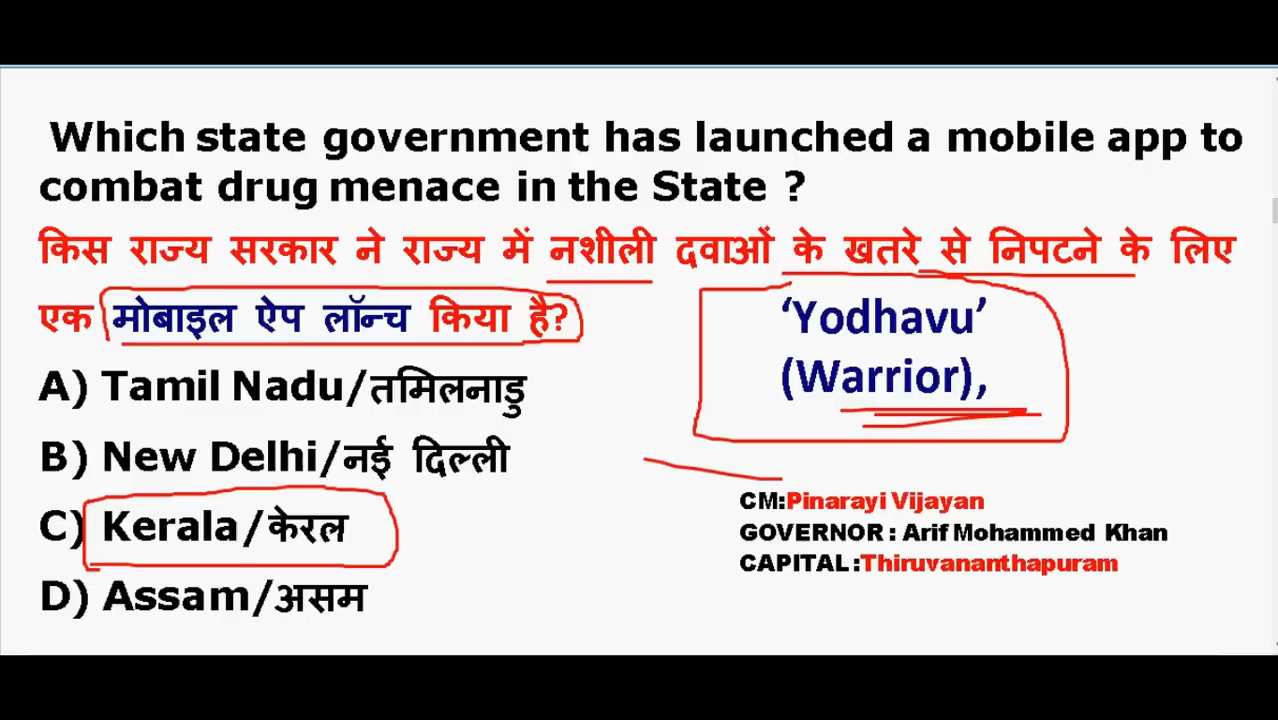 Which state government has launched a mobile app to
combat drug menace in the State ?
किस राज्य सरकार ने राज्य में नशीली दवाओं के खतरे से निपटने के लिए
एक मोबाइल ऐप लॉन्च किया है?
‘Yodhavu’
(Warrior),
A) Tamil Nadu/तमिलनाडु
B) New Delhi/नई दिल्ली
C) Kerala/केरल
D) Assam/असम
CM:Pinarayi Vijayan
GOVERNOR : Arif Mohammed Khan
CAPITAL :Thiruvananthapuram